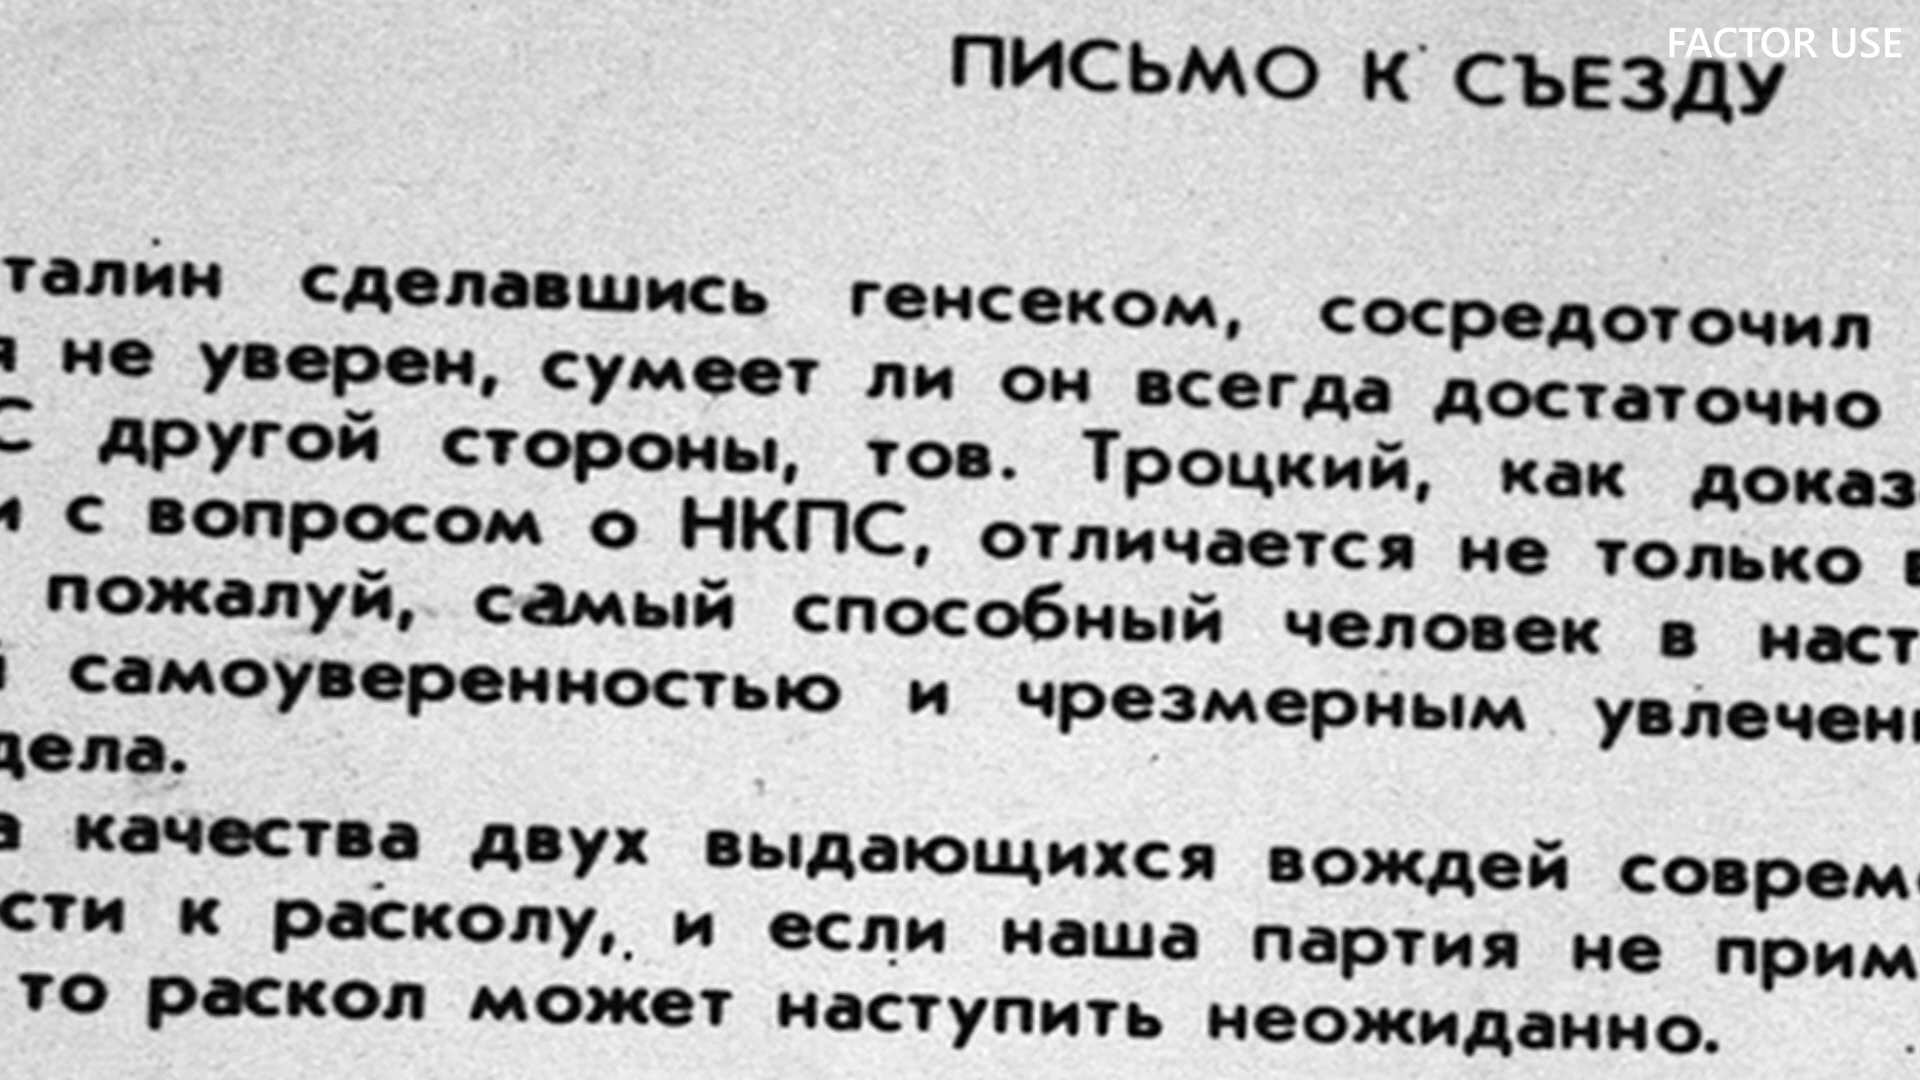 FACTOR USE
ПИСЬМО К СЪЕЗДУ
талин сделавшись генсеком, сосредоточил
я не уверен, сумеет ли он всегда достаточно
С другой стороны, тов. Троцкий, как доказ
и с вопросом о НКПС, отличается не только в
пожалуй, самый способный человек в наст
й самоуверенностью и чрезмерным увлечени
дела.
а качества двух выдающихся вождей совреме
сти к расколу, и если наша партия не прим
то раскол может наступить неожиданно.